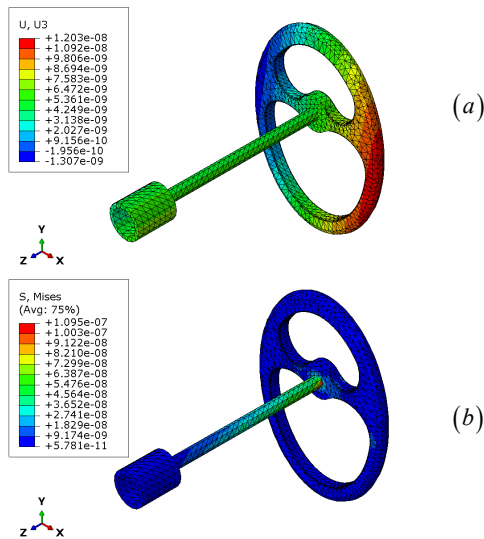 U, U3
+1.203e-08
+1.092e-08
+9.806e-09
+8.694e-09
+7.583e-09
+6.472e-09
+5.361e-09
+4.249e-09
+3.138e-09
+2.027e-09
+9.156e-10
-1.956e-10
-1.307e-09
(a)
Y
Z X
S, Mises
(Avg: 75%)
+1.095e-07
+1.003e-07
+9.122e-08
+8.210e-08
+7.299e-08
+6.387e-08
+5.476e-08
+4.564e-08
+3.652e-08
+2.741e-08
+1.829e-08
+9.174e-09
+5.781e-11
(b)
Y
Z X